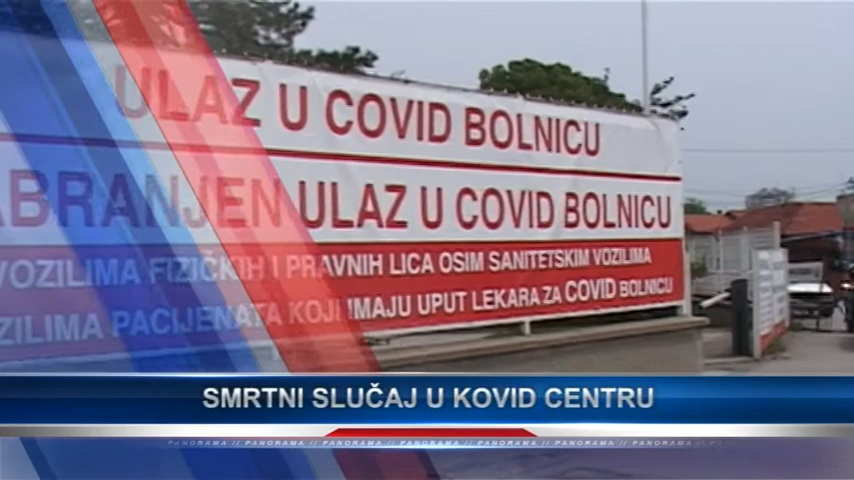 ULAZ U COVID BOLNICU
ABRANJEN ULAZ U COVID BOLNICU
VOZILIMA FIZIČKIH I PRAVNIH LICA OSIM SANITETSKIM VOZILIMA
ZILIMA PACIJENATA KOJI IMAJU UPUT LEKARA ZA COVID BOLNICU
SMRTNI SLUČAJ U KOVID CENTRU
PANORAMA // PANORAMA // PANORAMA // PANORAMA // PANORAMA // PANORAMA // PANORAMA // PA